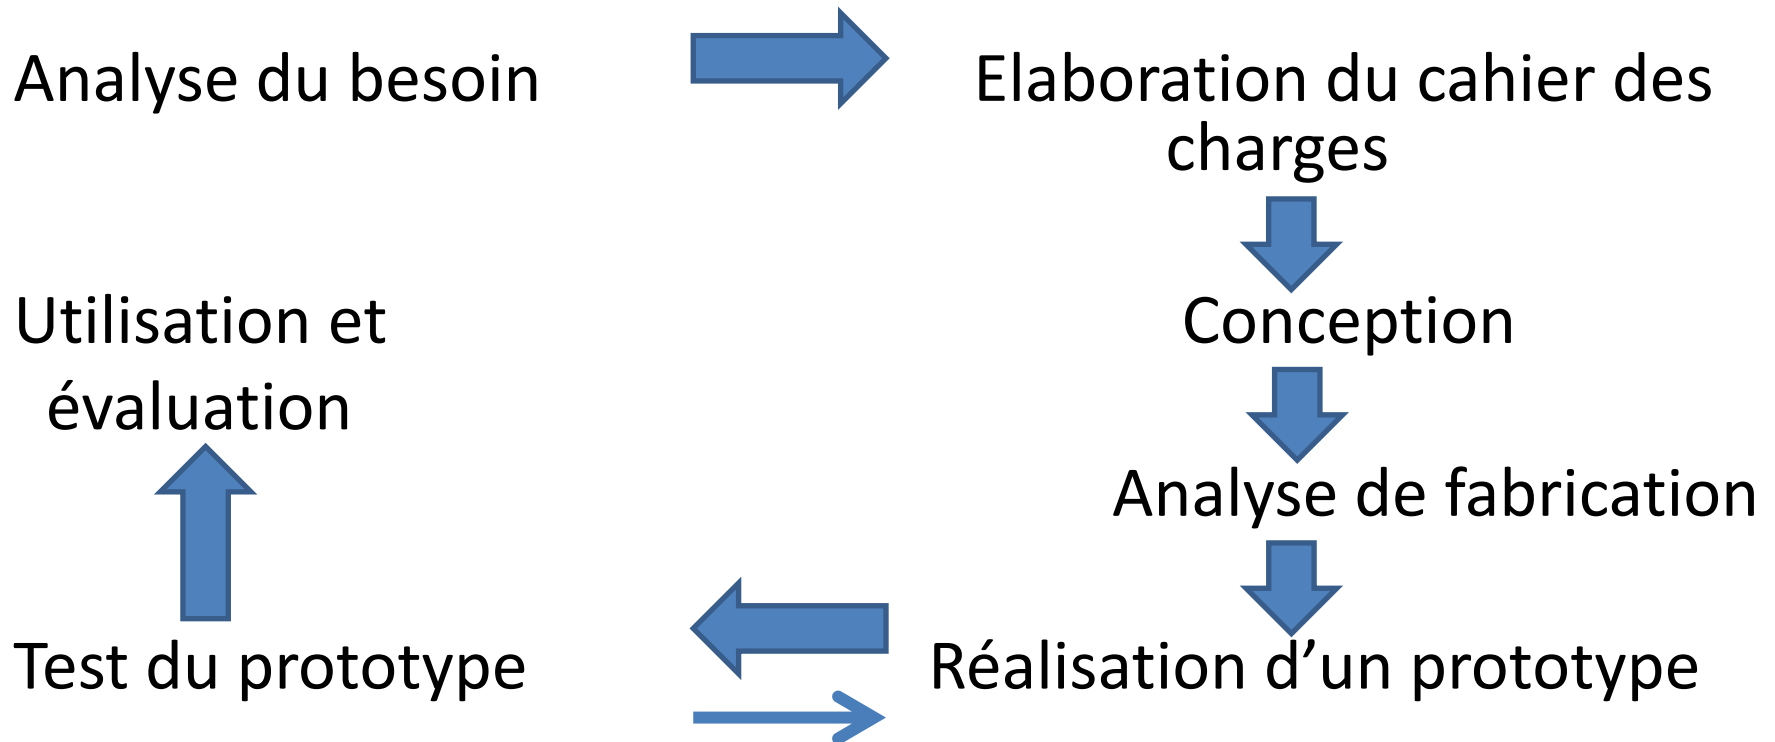 Analyse du besoin
Elaboration du cahier des
charges
Conception
Analyse de fabrication
Réalisation d’un prototype
Test du prototype
Utilisation et
évaluation